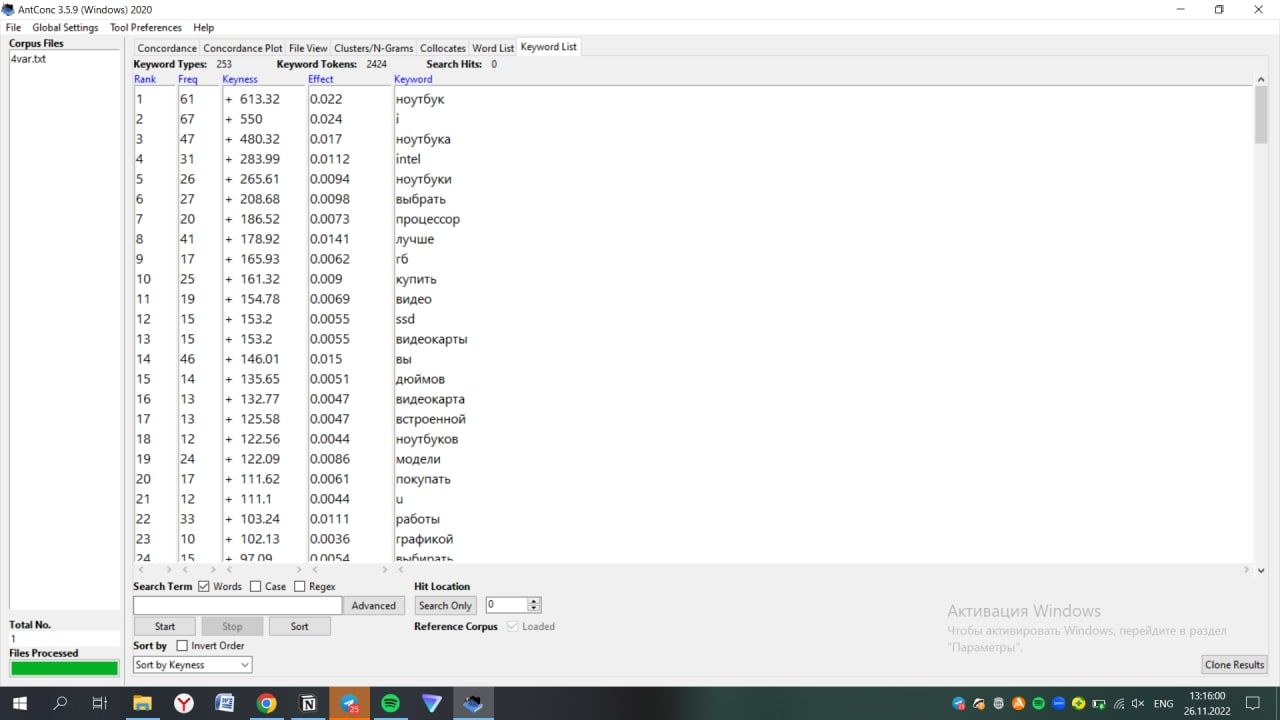 AntConc 3.5.9 (Windows) 2020
File Global Settings Tool Preferences Help
Corpus Files
4var.txt
Concordance Concordance Plot File View Clusters/N-Grams Collocates Word List Keyword List
Keyword Types: 253 Keyword Tokens: 2424 Search Hits: 0
Rank Freq Keyness Effect Keyword
1 61 + 613.32 0.022 ноутбук
2 67 + 550 0.024 i
3 47 + 480.32 0.017 ноутбука
4 31 + 283.99 0.0112 intel
5 26 + 265.61 0.0094 ноутбуки
6 27 + 208.68 0.0098 выбрать
7 20 + 186.52 0.0073 процессор
8 41 + 178.92 0.0141 лучше
9 17 + 165.93 0.0062 гб
10 25 + 161.32 0.009 купить
11 19 + 154.78 0.0069 видео
12 15 + 153.2 0.0055 ssd
13 15 + 153.2 0.0055 видеокарты
14 46 + 146.01 0.015 вы
15 14 + 135.65 0.0051 дюймов
16 13 + 132.77 0.0047 видеокарта
17 13 + 125.58 0.0047 встроенной
18 12 + 122.56 0.0044 ноутбуков
19 24 + 122.09 0.0086 модели
20 17 + 111.62 0.0061 покупать
21 12 + 111.1 0.0044 u
22 33 + 103.24 0.0111 работы
23 10 + 102.13 0.0036 графикой
24 15 + 97.09 0.0054 выбирать
Search Term Words Case Regex Hit Location
Advanced Search Only 0
Start Stop Sort Reference Corpus Loaded
Sort by Invert Order
Sort by Keyness
Total No.
1
Files Processed
Активация Windows
Чтобы активировать Windows, перейдите в раздел
"Параметры".
Clone Results
25
ENG
13:16:00
26.11.2022